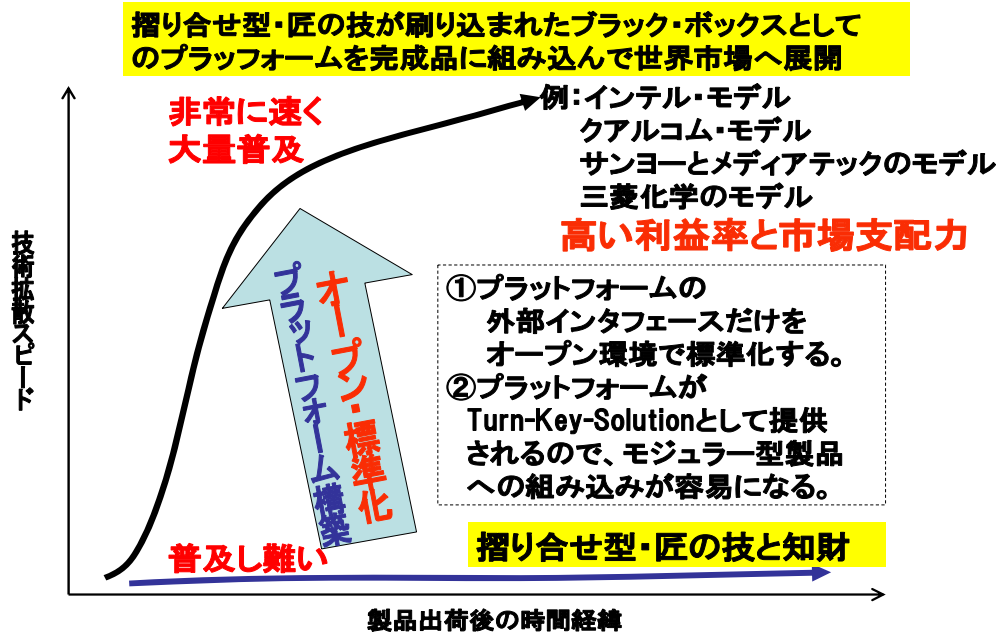 摺り合せ型・匠の技が刷り込まれたブラック・ボックスとして
のプラッフォームを完成品に組み込んで世界市場へ展開
非常に速く
大量普及
例：インテル・モデル
クアルコム・モデル
サンヨーとメディアテックのモデル
三菱化学のモデル
高い利益率と市場支配力
技術拡散スピード
プラットフォーム構築
オープン・標準化
①プラットフォームの
外部インタフェースだけを
オープン環境で標準化する。
②プラットフォームが
Turn-Key-Solutionとして提供
されるので、モジュラー型製品
への組み込みが容易になる。
普及し難い
摺り合せ型・匠の技と知財
製品出荷後の時間経緯